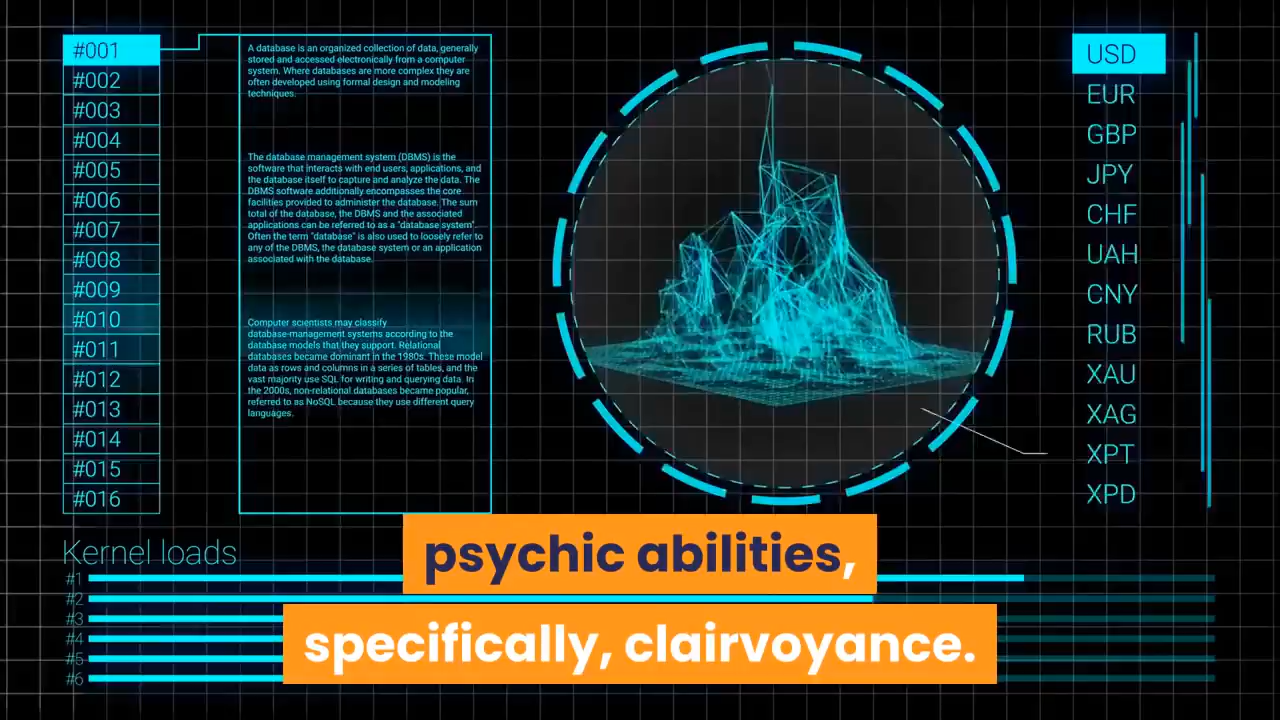 #001
#002
#003
#004
#005
#006
#007
#008
#009
#010
#011
#012
#013
#014
#015
#016
A database is an organized collection of data, generally
stored and accessed electronically from a computer
system. Where databases are more complex they are
often developed using formal design and modeling
techniques.
The database management system (DBMS) is the
software that interacts with end users, applications, and
the database itself to capture and analyze the data. The
DBMS software additionally encompasses the core
facilities provided to administer the database. The sum
total of the database, the DBMS and the associated
applications can be referred to as a "database system".
Often the term "database" is also used to loosely refer to
any of the DBMS, the database system or an application
associated with the database.
Computer scientists may classify
database-management systems according to the
database models that they support. Relational
databases became dominant in the 1980s. These model
data as rows and columns in a series of tables, and the
vast majority use SQL for writing and querying data. In
the 2000s, non-relational databases became popular,
referred to as NoSQL because they use different query
languages.
USD
EUR
GBP
JPY
CHF
UAH
CNY
RUB
XAU
XAG
XPT
XPD
Kernel loads
#1
#2
#3
#4
#5
#6
psychic abilities,
specifically, clairvoyance.